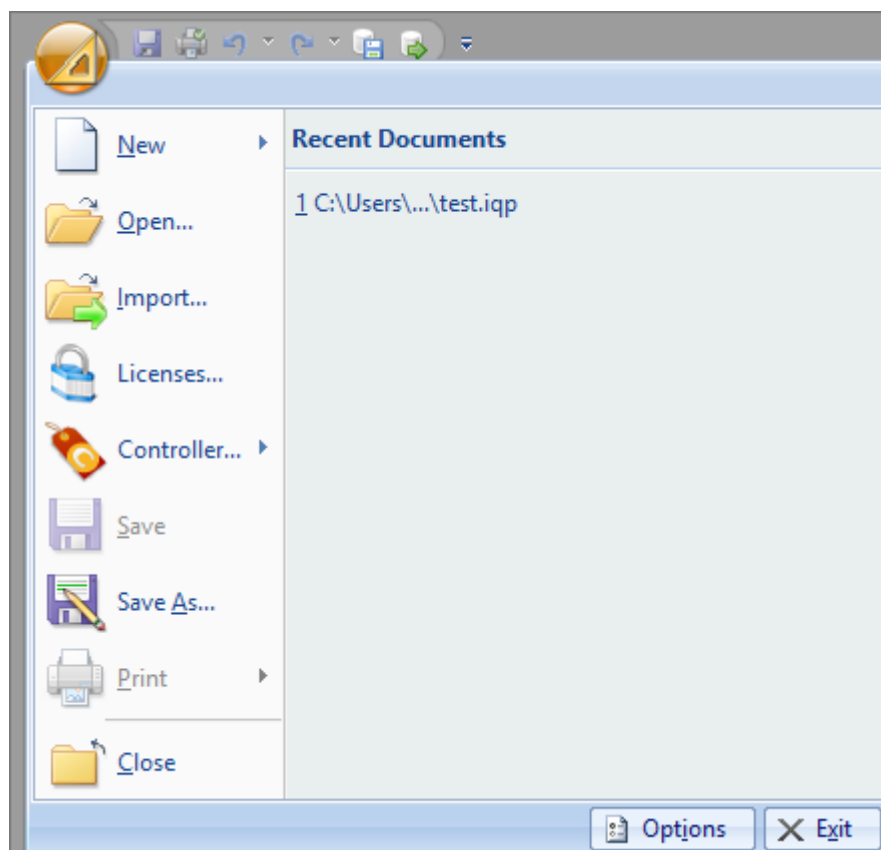 New
Open...
Import...
Licenses...
Controller...
Save
Save As...
Print
Close
Recent Documents
1 C:\Users\...\test.iqp
Options
Exit